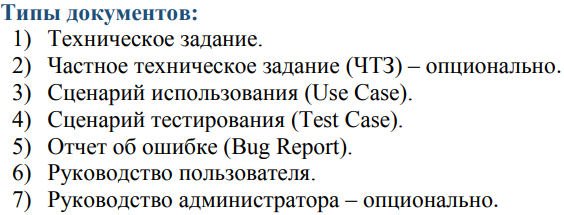 Типы документов:
1) Техническое задание.
2) Частное техническое задание (ЧТЗ) – опционально.
3) Сценарий использования (Use Case).
4) Сценарий тестирования (Test Case).
5) Отчет об ошибке (Bug Report).
6) Руководство пользователя.
7) Руководство администратора – опционально.